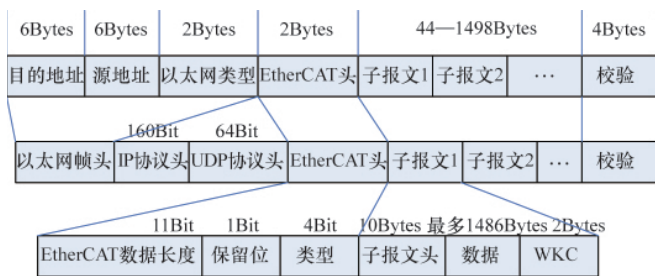 6Bytes 6Bytes 2Bytes 2Bytes 44—1498Bytes 4Bytes
目的地址 源地址 以太网类型 EtherCAT头 子报文1 子报文2 … 校验
160Bit 64Bit
以太网帧头 IP协议头 UDP协议头 EtherCAT头 子报文1 子报文2 … 校验
11Bit 1Bit 4Bit 10Bytes 最多1486Bytes 2Bytes
EtherCAT数据长度 保留位 类型 子报文头 数据 WKC